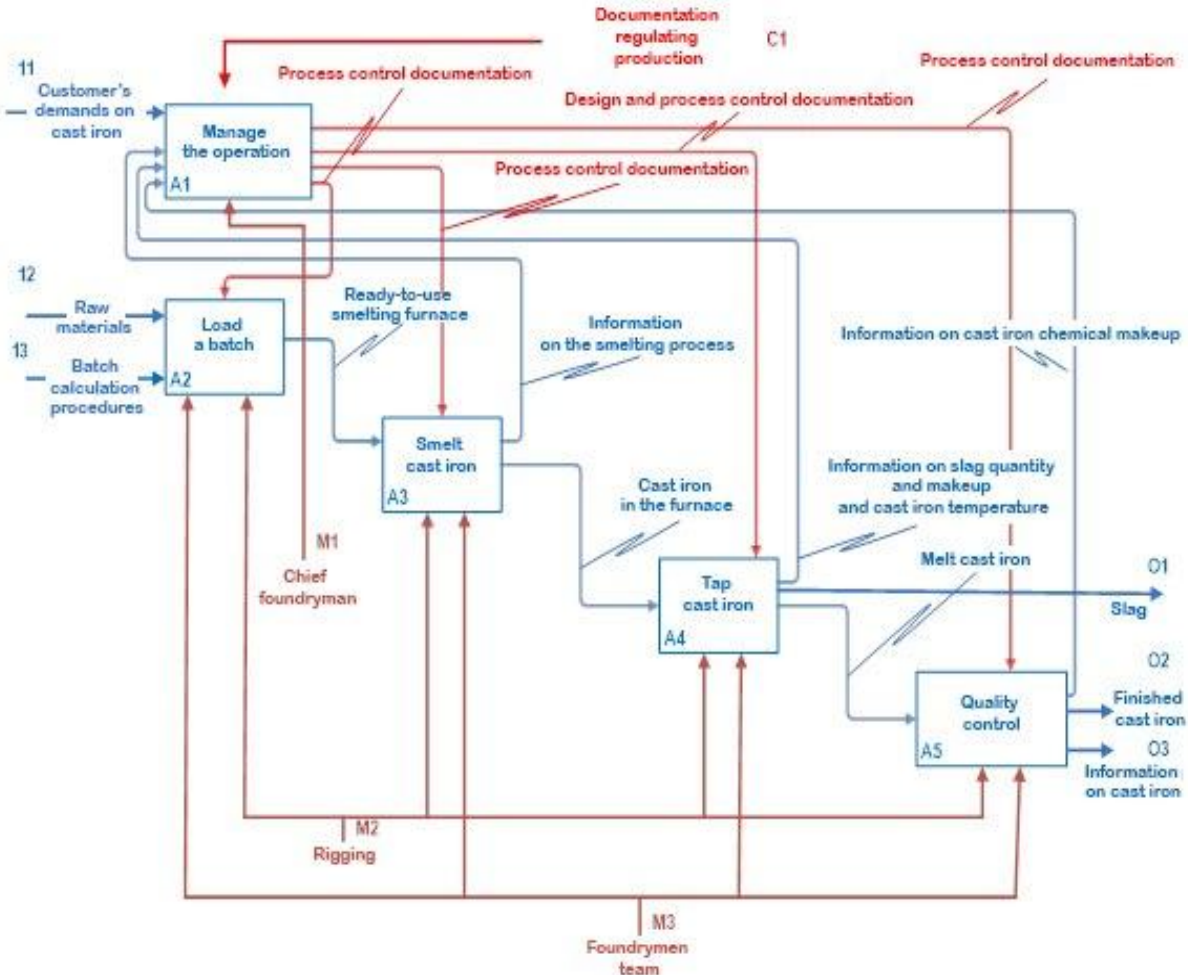 Documentation
regulating
production
C1
11
Customer's
demands on
cast iron
Process control documentation
Design and process control documentation
Process control documentation
Manage
the operation
A1
Process control documentation
12
Raw
materials
13
Batch
calculation
procedures
Load
a batch
A2
Ready-to-use
smelting furnace
Information
on the smelting process
Information on cast iron chemical makeup
Smelt
cast iron
A3
Cast iron
in the furnace
Information on slag quantity
and makeup
and cast iron temperature
M1
Chief
foundryman
Melt cast iron
Tap
cast iron
A4
O1
Slag
O2
Finished
cast iron
Quality
control
A5
O3
Information
on cast iron
M2
Rigging
M3
Foundrymen
team